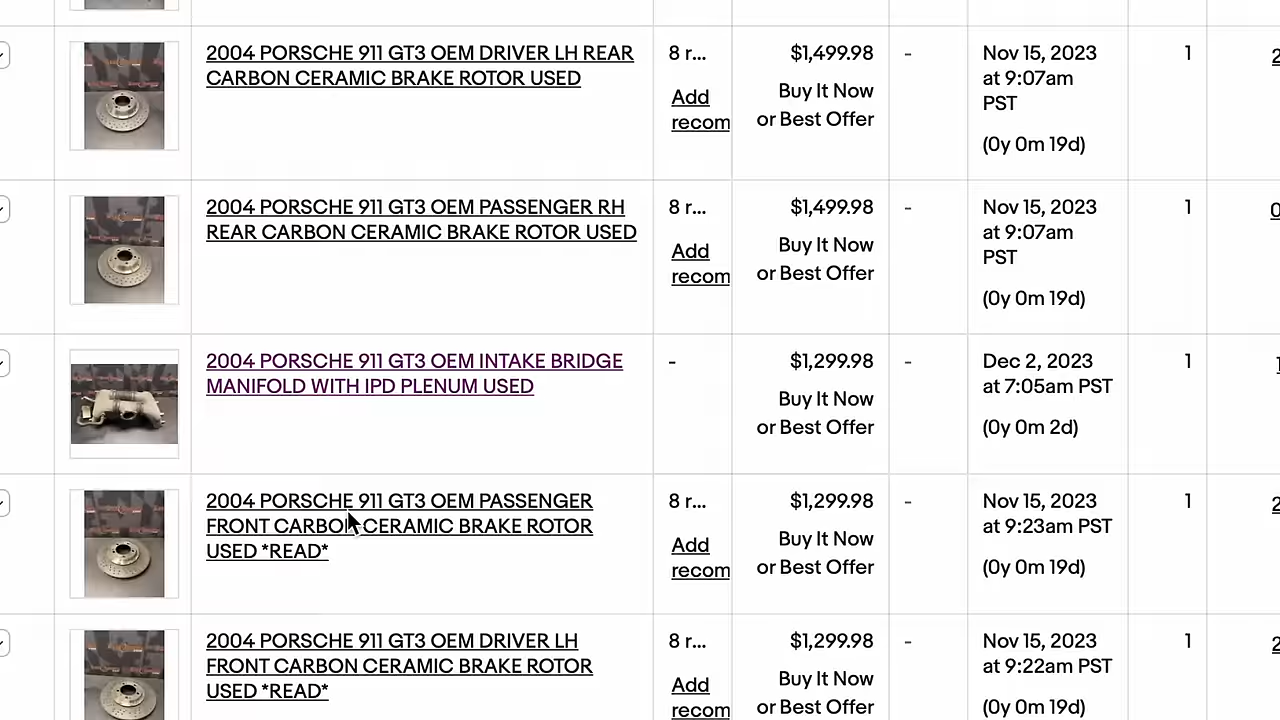 2004 PORSCHE 911 GT3 OEM DRIVER LH REAR
CARBON CERAMIC BRAKE ROTOR USED
8 r...
Add
recom
$1,499.98
Buy It Now
or Best Offer
-
Nov 15, 2023
at 9:07am
PST
(0y 0m 19d)
1
2
2004 PORSCHE 911 GT3 OEM PASSENGER RH
REAR CARBON CERAMIC BRAKE ROTOR USED
8 r...
Add
recom
$1,499.98
Buy It Now
or Best Offer
-
Nov 15, 2023
at 9:07am
PST
(0y 0m 19d)
1
0
2004 PORSCHE 911 GT3 OEM INTAKE BRIDGE
MANIFOLD WITH IPD PLENUM USED
-
$1,299.98
Buy It Now
or Best Offer
-
Dec 2, 2023
at 7:05am PST
(0y 0m 2d)
1
1
2004 PORSCHE 911 GT3 OEM PASSENGER
FRONT CARBON CERAMIC BRAKE ROTOR
USED *READ*
8 r...
Add
recom
$1,299.98
Buy It Now
or Best Offer
-
Nov 15, 2023
at 9:23am PST
(0y 0m 19d)
1
2
2004 PORSCHE 911 GT3 OEM DRIVER LH
FRONT CARBON CERAMIC BRAKE ROTOR
USED *READ*
8 r...
Add
recom
$1,299.98
Buy It Now
or Best Offer
-
Nov 15, 2023
at 9:22am PST
(0y 0m 19d)
1
2